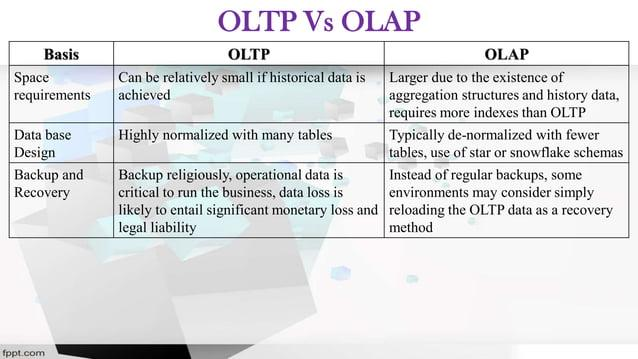 OLTP Vs OLAP
Basis OLTP OLAP
Space requirements
Can be relatively small if historical data is
achieved
Larger due to the existence of
aggregation structures and history data,
requires more indexes than OLTP
Data base
Design
Highly normalized with many tables
Typically de-normalized with fewer
tables, use of star or snowflake schemas
Backup and
Recovery
Backup religiously, operational data is
critical to run the business, data loss is
likely to entail significant monetary loss and
legal liability
Instead of regular backups, some
environments may consider simply
reloading the OLTP data as a recovery
method
fppt.com